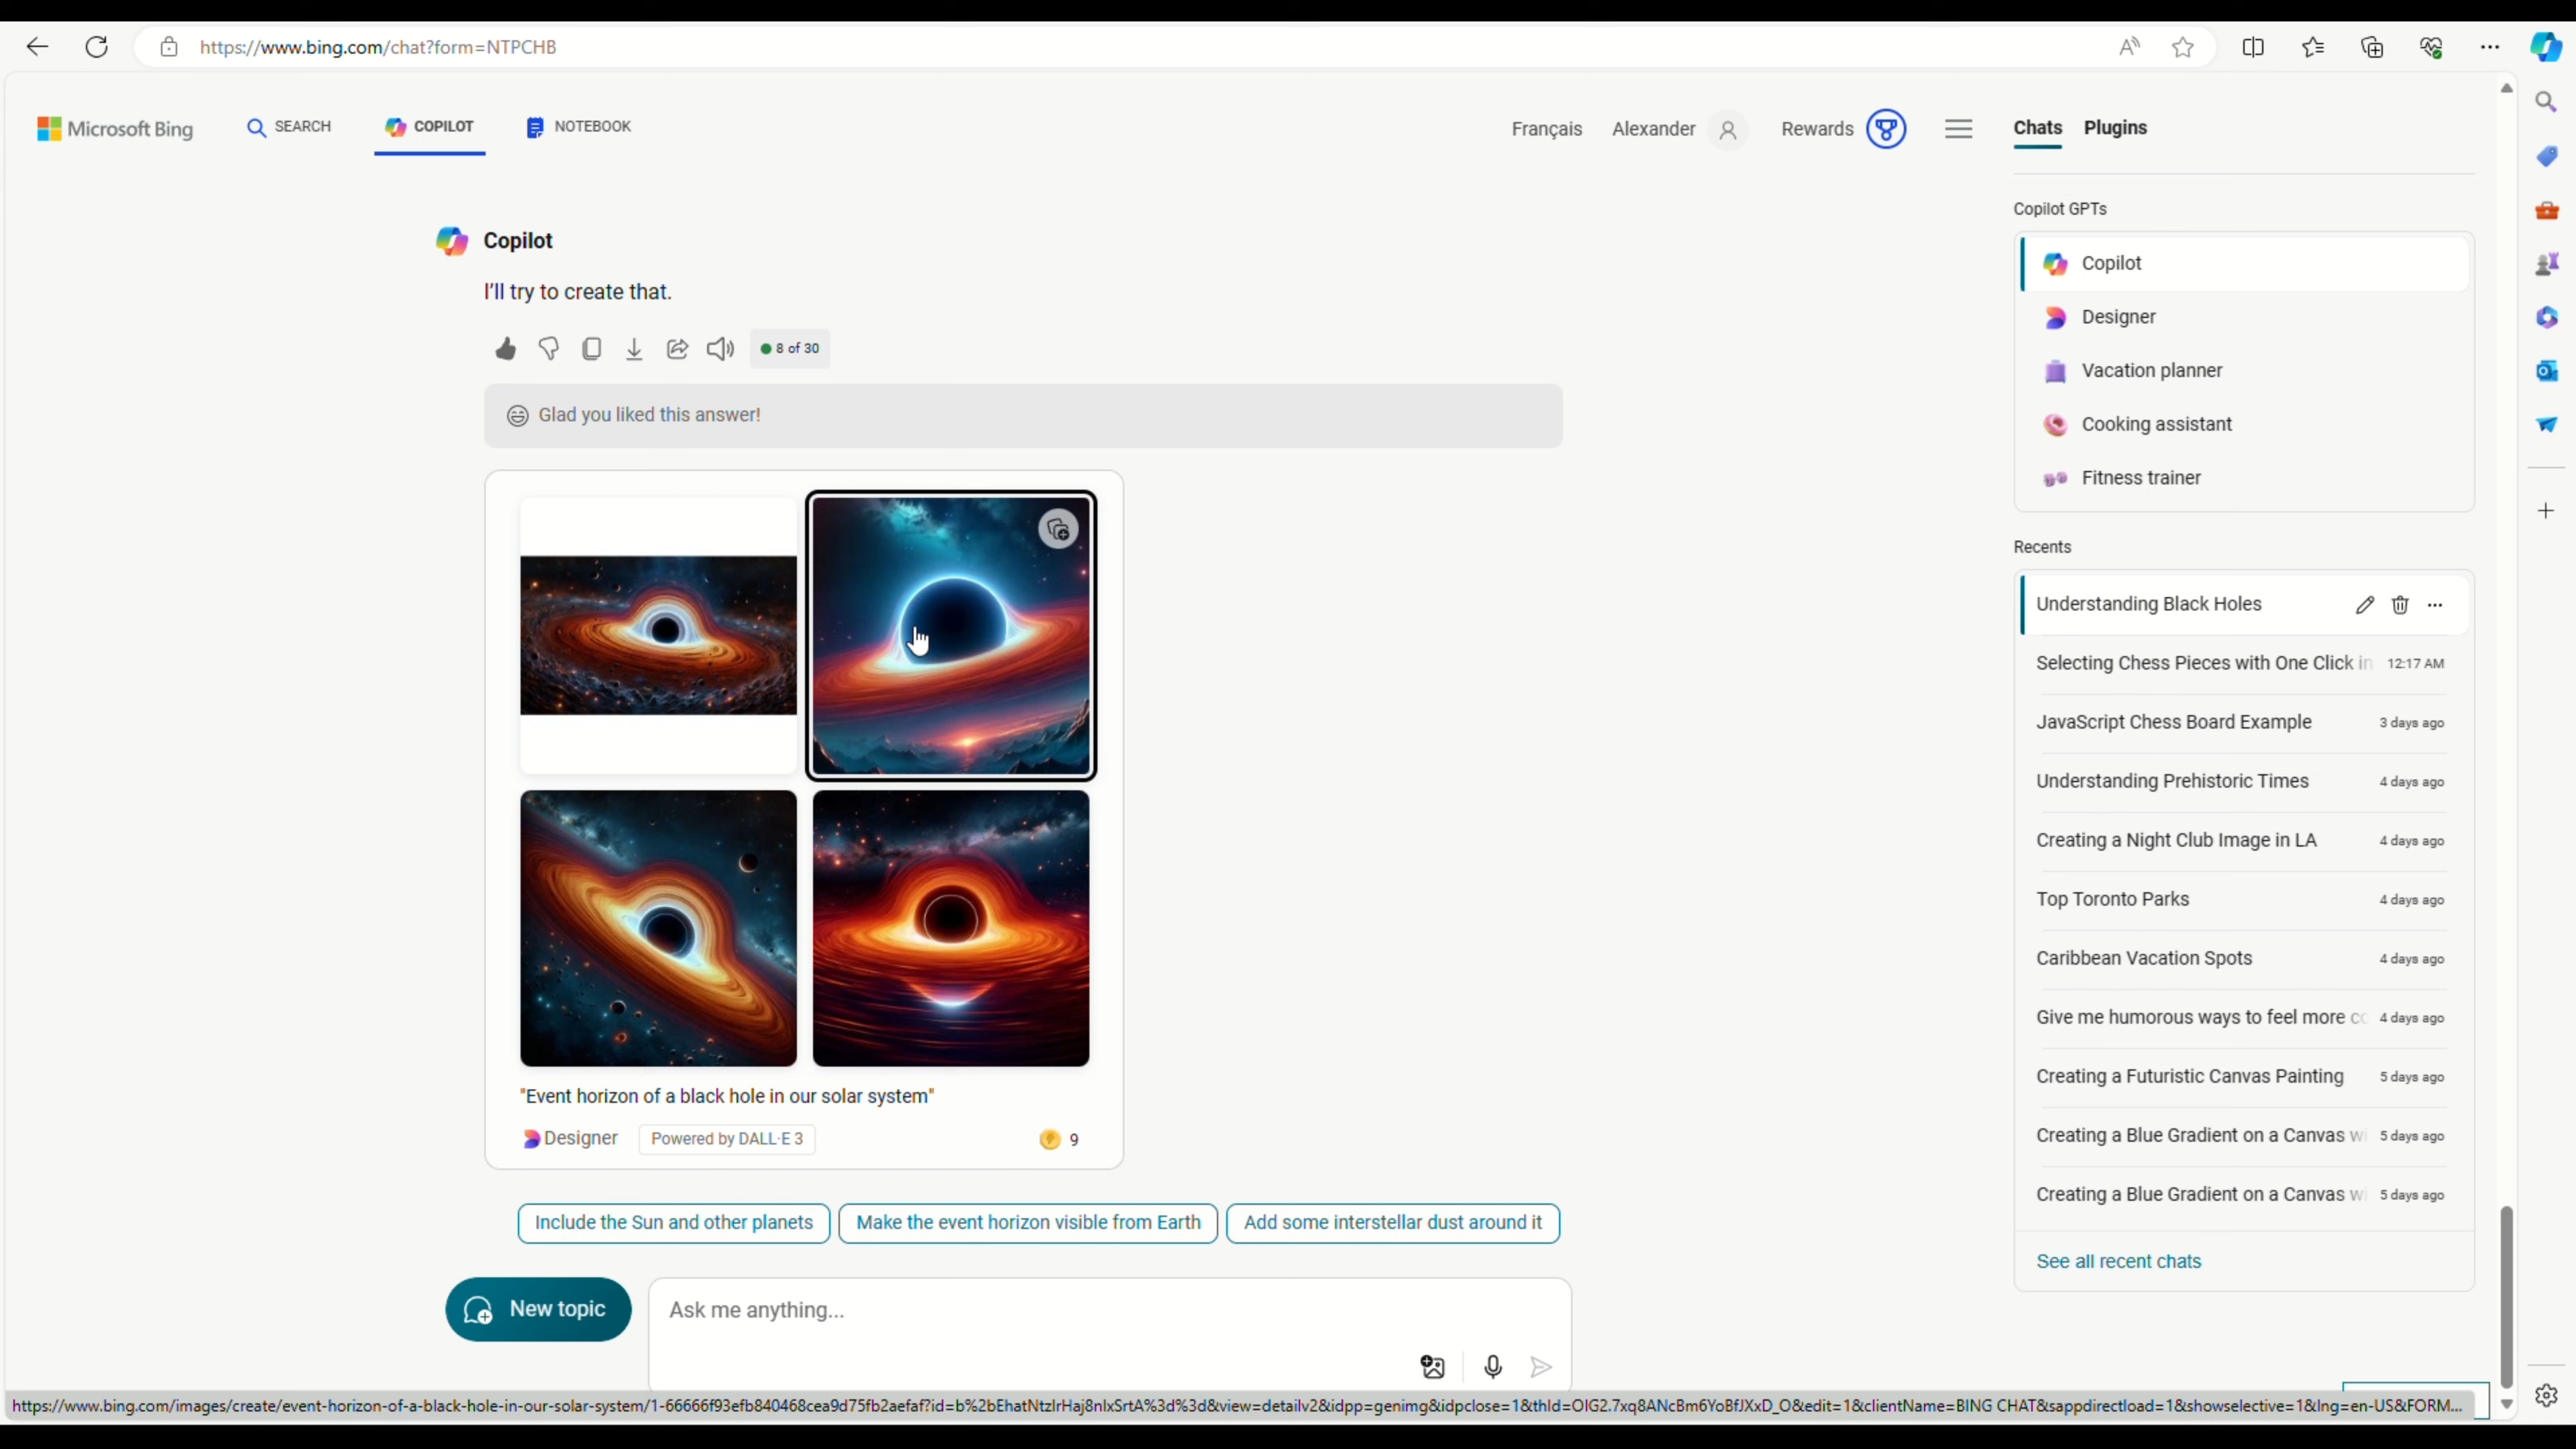 https://www.bing.com/chat?form=NTPCHB
Microsoft Bing
SEARCH
COPILOT
NOTEBOOK
Français
Alexander
Rewards
Chats
Plugins
Copilot
I'll try to create that.
8 of 30
Glad you liked this answer!
"Event horizon of a black hole in our solar system"
Designer
Powered by DALL·E 3
9
Include the Sun and other planets
Make the event horizon visible from Earth
Add some interstellar dust around it
New topic
Ask me anything...
Copilot GPTs
Copilot
Designer
Vacation planner
Cooking assistant
Fitness trainer
Recents
Understanding Black Holes
Selecting Chess Pieces with One Click in 12:17 AM
JavaScript Chess Board Example 3 days ago
Understanding Prehistoric Times 4 days ago
Creating a Night Club Image in LA 4 days ago
Top Toronto Parks 4 days ago
Caribbean Vacation Spots 4 days ago
Give me humorous ways to feel more 4 days ago
Creating a Futuristic Canvas Painting 5 days ago
Creating a Blue Gradient on a Canvas 5 days ago
Creating a Blue Gradient on a Canvas 5 days ago
See all recent chats
https://www.bing.com/images/create/event-horizon-of-a-black-hole-in-our-solar-system/1-66666f93efb840468cea9d75fb2aefaf?id=b%2bEhatNtzIrHaj8nIxSrtA%3d%3d&view=detailv2&idpp=genimg&idpclose=1&thId=OIG2.7xq8ANcBm6YoBfJXxD_O&edit=1&clientName=BING CHAT&sappdirectload=1&showselective=1&lng=en-US&FORM...